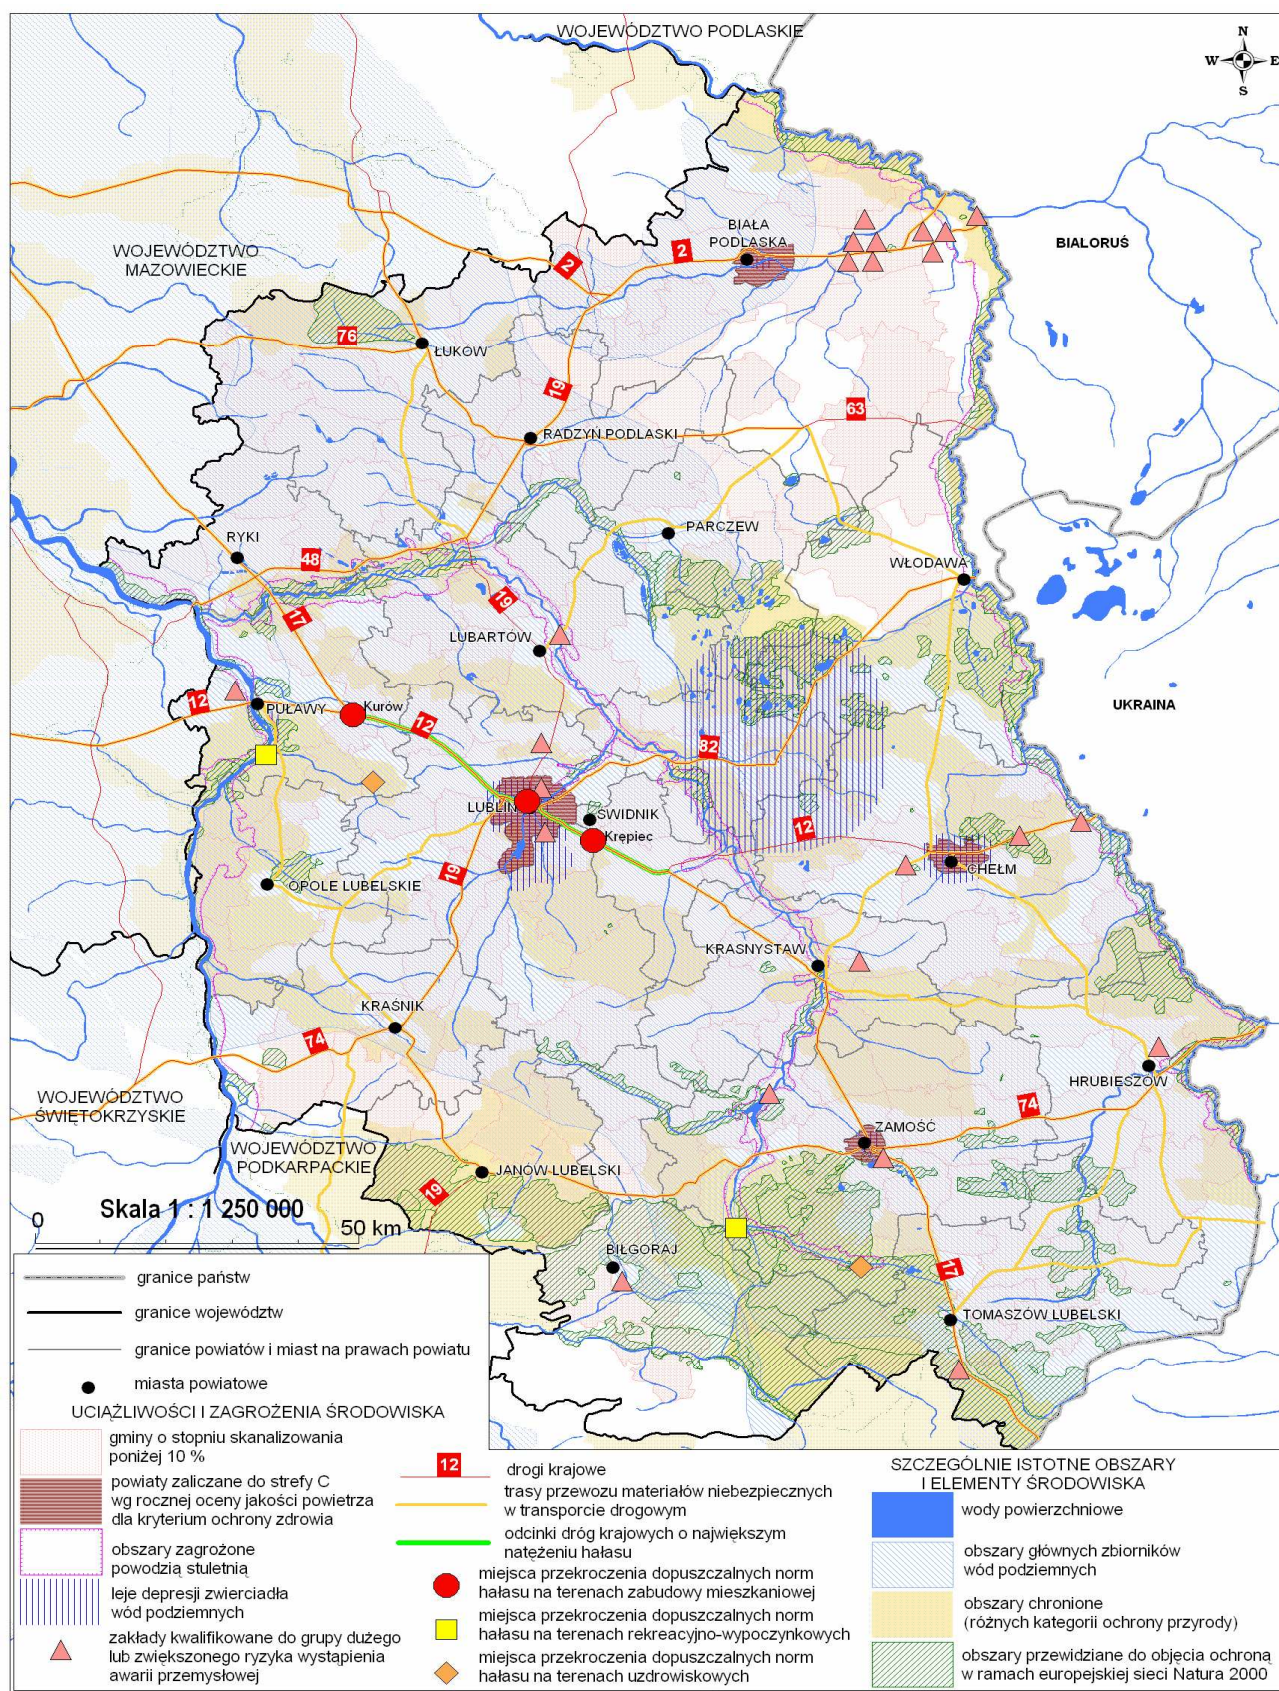 WOJEWÓDZTWO PODLASKIE
N
W
E
S
BIAŁA
PODLASKA
BIALORUŚ
WOJEWÓDZTWO
MAZOWIECKIE
2
2
76
ŁUKÓW
19
63
RADZYŃ PODLASKI
PARCZEW
RYKI
48
WŁODAWA
17
19
LUBARTÓW
12
PUŁAWY
Kurów
12
82
UKRAINA
LUBLIN
ŚWIDNIK
Krępiec
12
CHEŁM
19
OPOLE LUBELSKIE
KRASNYSTAW
KRAŚNIK
74
HRUBIESZÓW
WOJEWÓDZTWO
ŚWIĘTOKRZYSKIE
74
ZAMOŚĆ
WOJEWÓDZTWO
PODKARPACKIE
JANÓW LUBELSKI
19
Skala 1 : 1 250 000
0
50 km
BIŁGORAJ
17
TOMASZÓW LUBELSKI
granice państw
granice województw
granice powiatów i miast na prawach powiatu
miasta powiatowe
UCIĄŻLIWOŚCI I ZAGROŻENIA ŚRODOWISKA
gminy o stopniu skanalizowania
poniżej 10 %
powiaty zaliczane do strefy C
wg rocznej oceny jakości powietrza
dla kryterium ochrony zdrowia
obszary zagrożone
powodzią stuletnią
leje depresji zwierciadła
wód podziemnych
zakłady kwalifikowane do grupy dużego
lub zwiększonego ryzyka wystąpienia
awarii przemysłowej
12
drogi krajowe
trasy przewozu materiałów niebezpiecznych
w transporcie drogowym
odcinki dróg krajowych o największym
natężeniu hałasu
miejsca przekroczenia dopuszczalnych norm
hałasu na terenach zabudowy mieszkaniowej
miejsca przekroczenia dopuszczalnych norm
hałasu na terenach rekreacyjno-wypoczynkowych
miejsca przekroczenia dopuszczalnych norm
hałasu na terenach uzdrowiskowych
SZCZEGÓLNIE ISTOTNE OBSZARY
I ELEMENTY ŚRODOWISKA
wody powierzchniowe
obszary głównych zbiorników
wód podziemnych
obszary chronione
(różnych kategorii ochrony przyrody)
obszary przewidziane do objęcia ochroną
w ramach europejskiej sieci Natura 2000